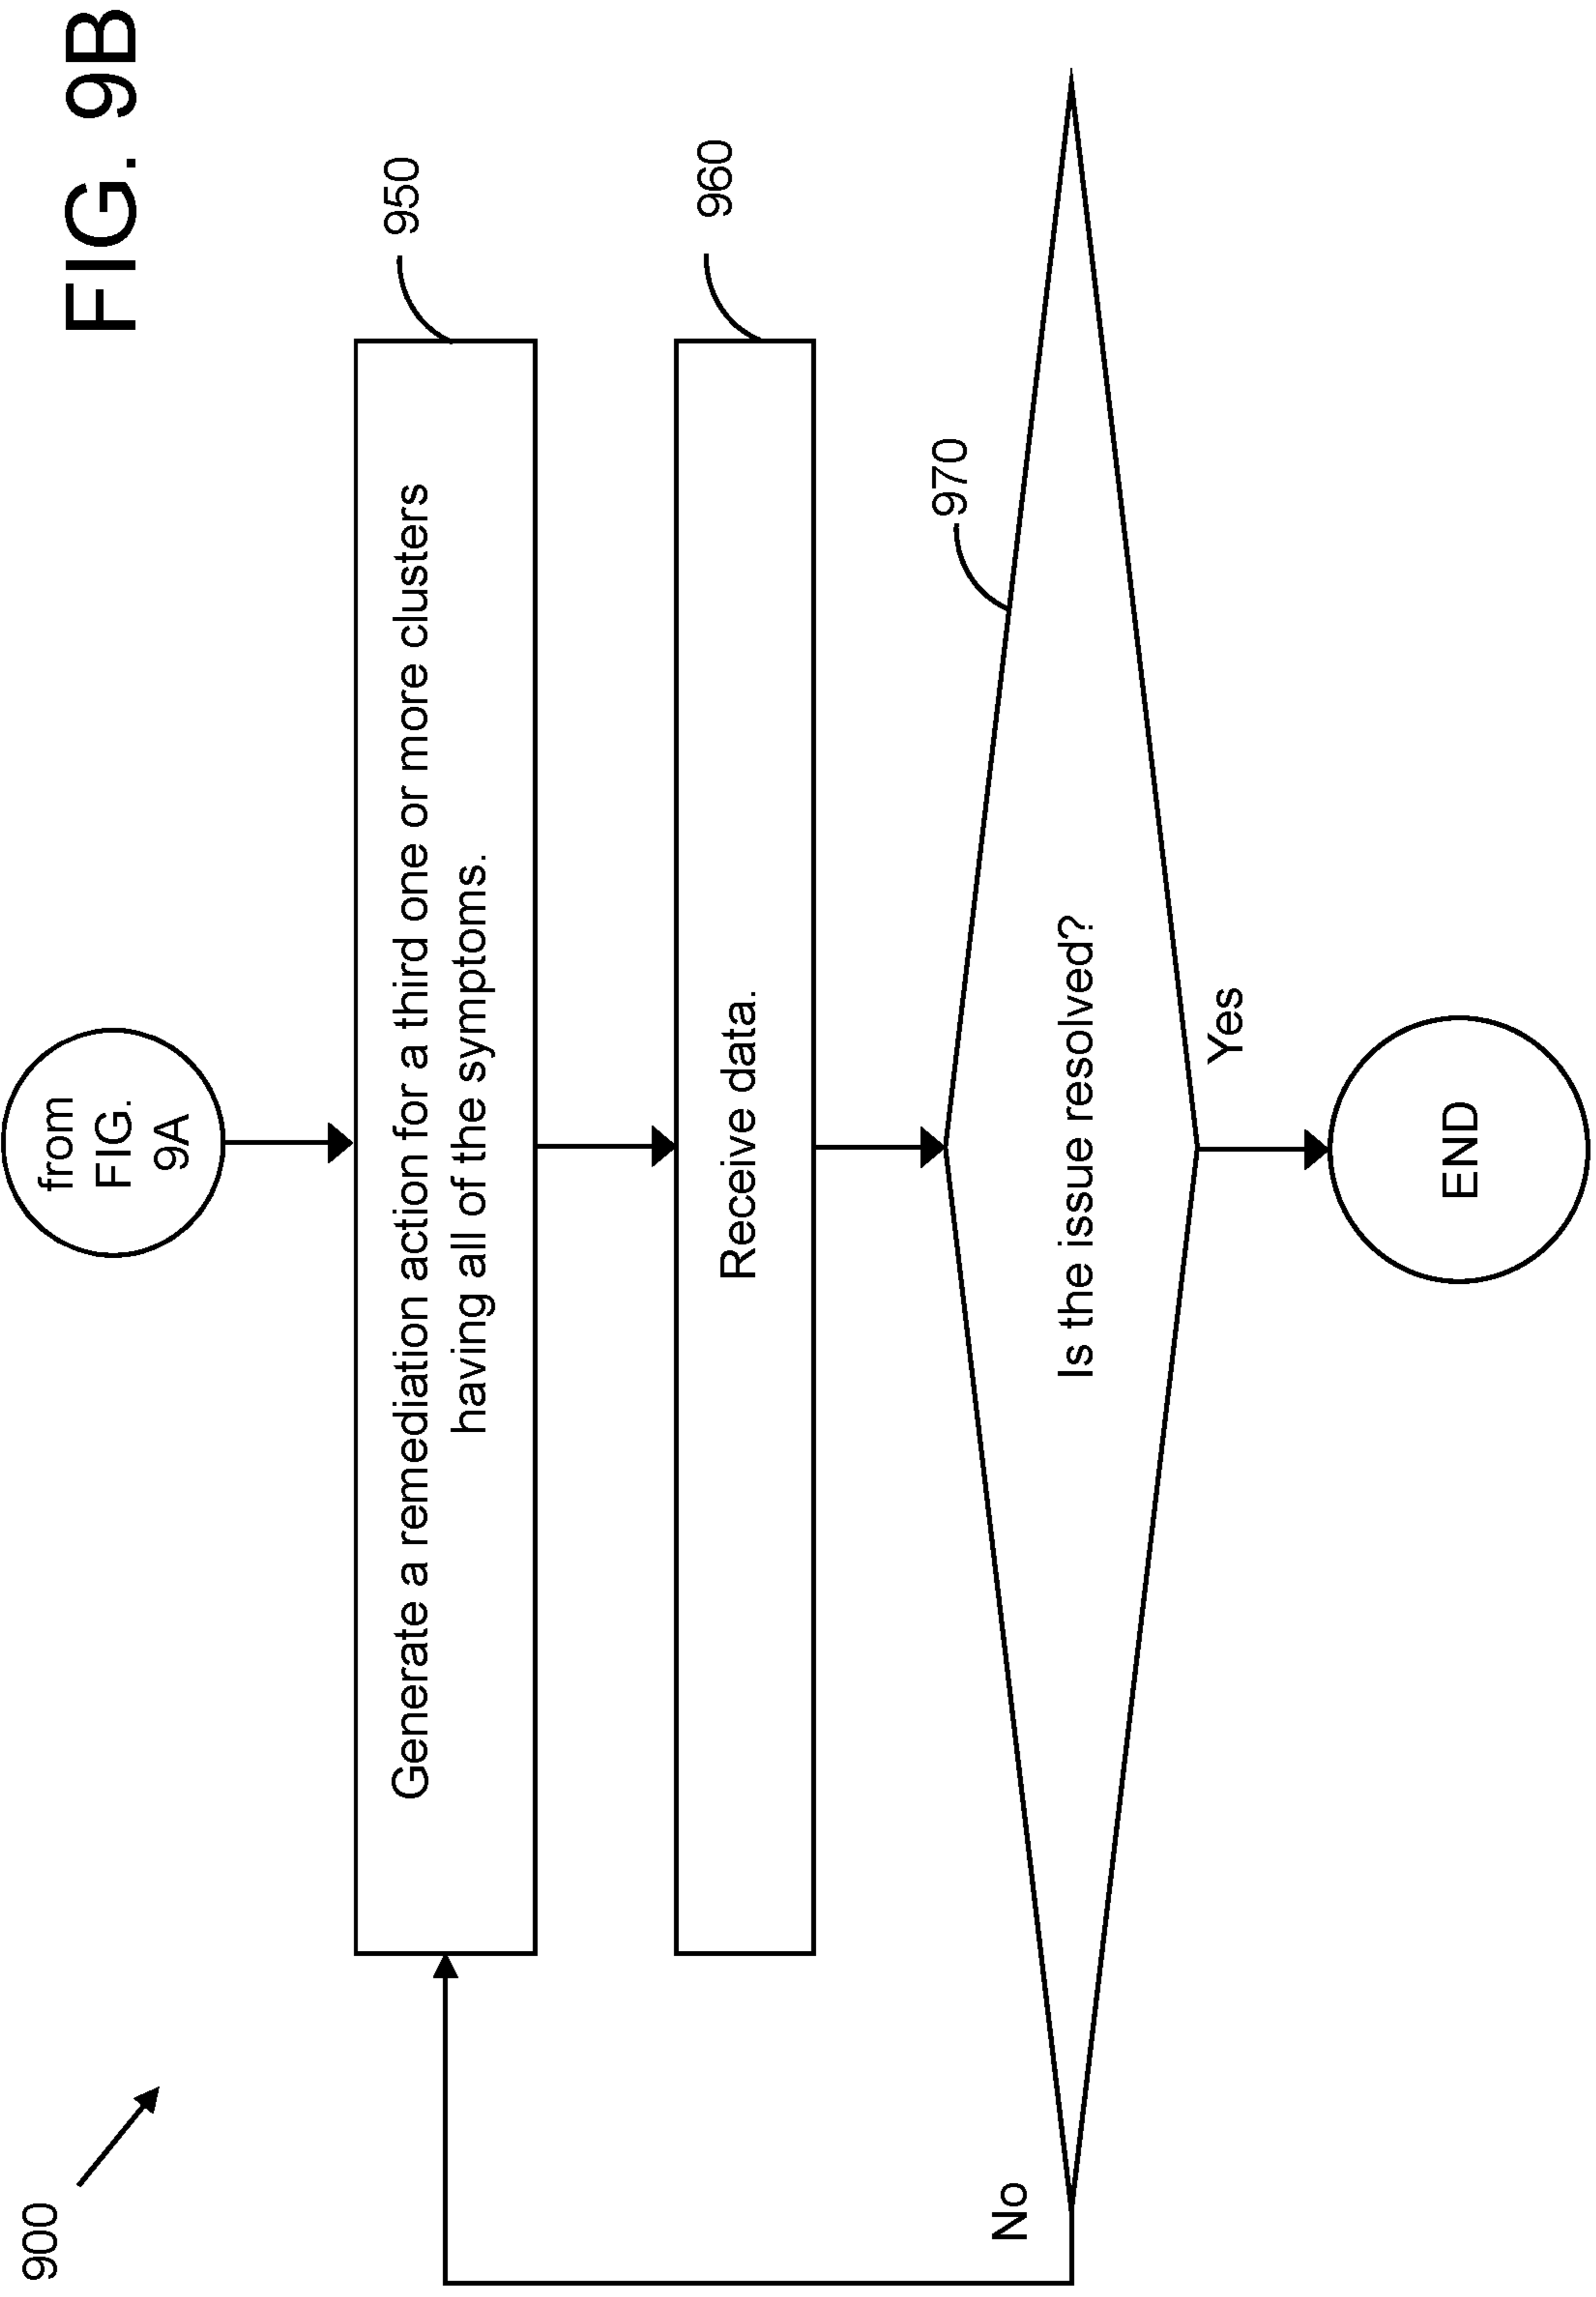 FIG. 9B
900
from
FIG.
9A
950
Generate a remediation action for a third one or more clusters
having all of the symptoms.
960
Receive data.
970
Is the issue resolved?
No
Yes
END